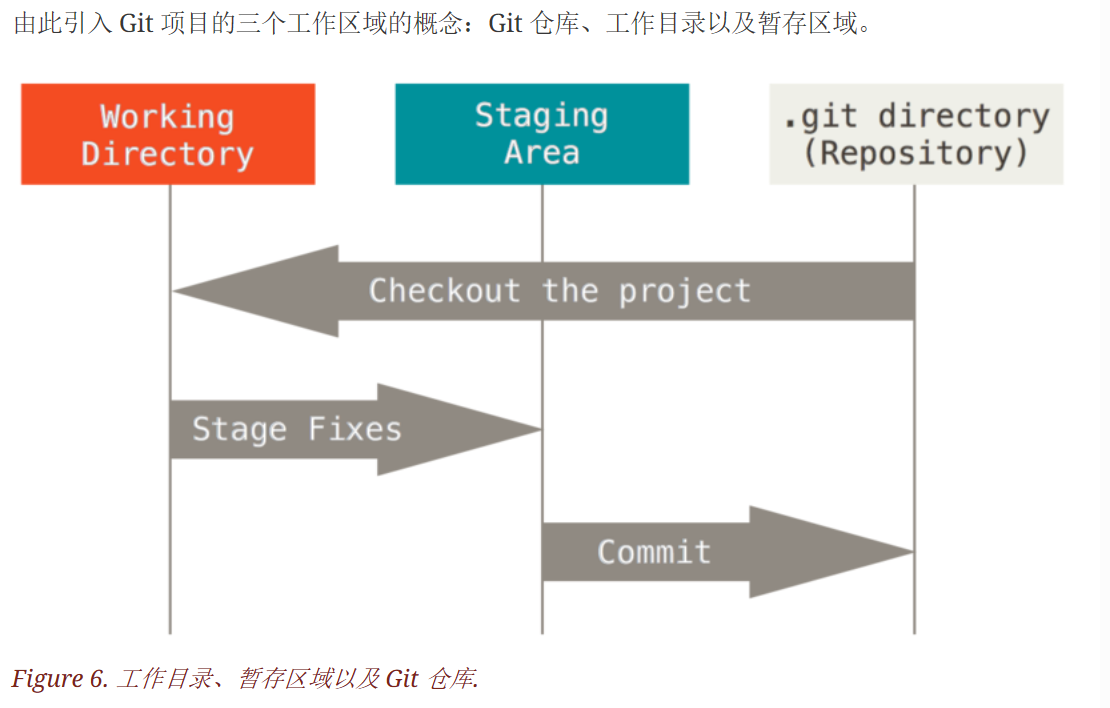 由此引入 Git 项目的三个工作区域的概念：Git 仓库、工作目录以及暂存区域。
Working
Directory
Staging
Area
.git directory
(Repository)
Checkout the project
Stage Fixes
Commit
Figure 6. 工作目录、暂存区域以及 Git 仓库.